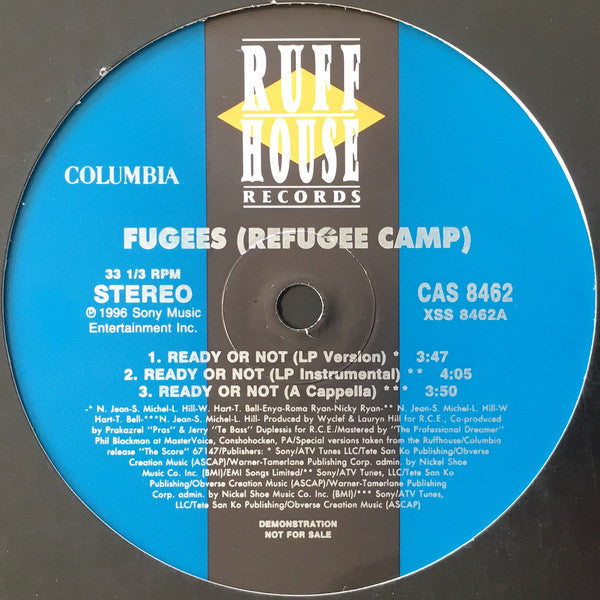 RUFF
HOUSE
RECORDS
COLUMBIA
FUGEES (REFUGEE CAMP)
33 1/3 RPM
STEREO
℗ 1996 Sony Music
Entertainment Inc.
CAS 8462
XSS 8462A
1. READY OR NOT (LP Version) * 3:47
2. READY OR NOT (LP Instrumental) ** 4:05
3. READY OR NOT (A Cappella) *** 3:50
-* N. Jean-S. Michel-L. Hill-W. Hart-T. Bell-Enya-Roma Ryan-Nicky Ryan-** N. Jean-S. Michel-L. Hill-W
Hart-T. Bell-***N. Jean-S. Michel-L. Hill- Produced by Wyclef & Lauryn Hill for R.C.E., Co-produced
by Prakazrel "Pras" & Jerry "Te Bass" Duplessis for R.C.E./Mastered by "The Professional Dreamer"
Phil Blackman at MasterVoice, Conshohocken, PA/Special versions taken from the Ruffhouse/Columbia
release "The Score" 67147/Publishers: * Sony/ATV Tunes LLC/Tete San Ko Publishing/Obverse
Creation Music (ASCAP)/Warner-Tamerlane Publishing Corp. admin. by Nickel Shoe
Music Co. Inc. (BMI)/EMI Songs Limited/** Sony/ATV Tunes, LLC/Tete San Ko
Publishing/Obverse Creation Music (ASCAP)/Warner-Tamerlane Publishing
Corp. admin. by Nickel Shoe Music Co. Inc. (BMI)/*** Sony/ATV Tunes,
LLC/Tete San Ko Publishing/Obverse Creation Music (ASCAP)
DEMONSTRATION
NOT FOR SALE